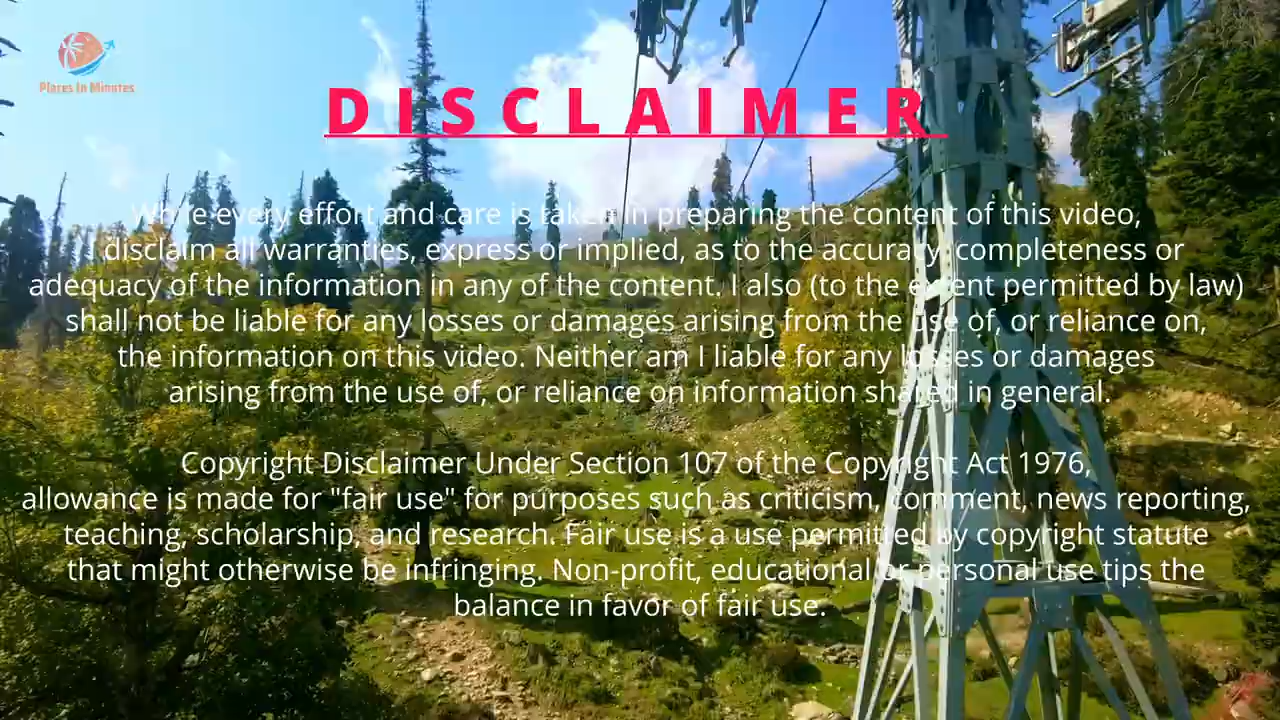 Places In Minutes
DISCLAIMER
While every effort and care is taken in preparing the content of this video,
I disclaim all warranties, express or implied, as to the accuracy, completeness or
adequacy of the information in any of the content. I also (to the extent permitted by law)
shall not be liable for any losses or damages arising from the use of, or reliance on,
the information on this video. Neither am I liable for any losses or damages
arising from the use of, or reliance on information shared in general.
Copyright Disclaimer Under Section 107 of the Copyright Act 1976,
allowance is made for "fair use" for purposes such as criticism, comment, news reporting,
teaching, scholarship, and research. Fair use is a use permitted by copyright statute
that might otherwise be infringing. Non-profit, educational or personal use tips the
balance in favor of fair use.